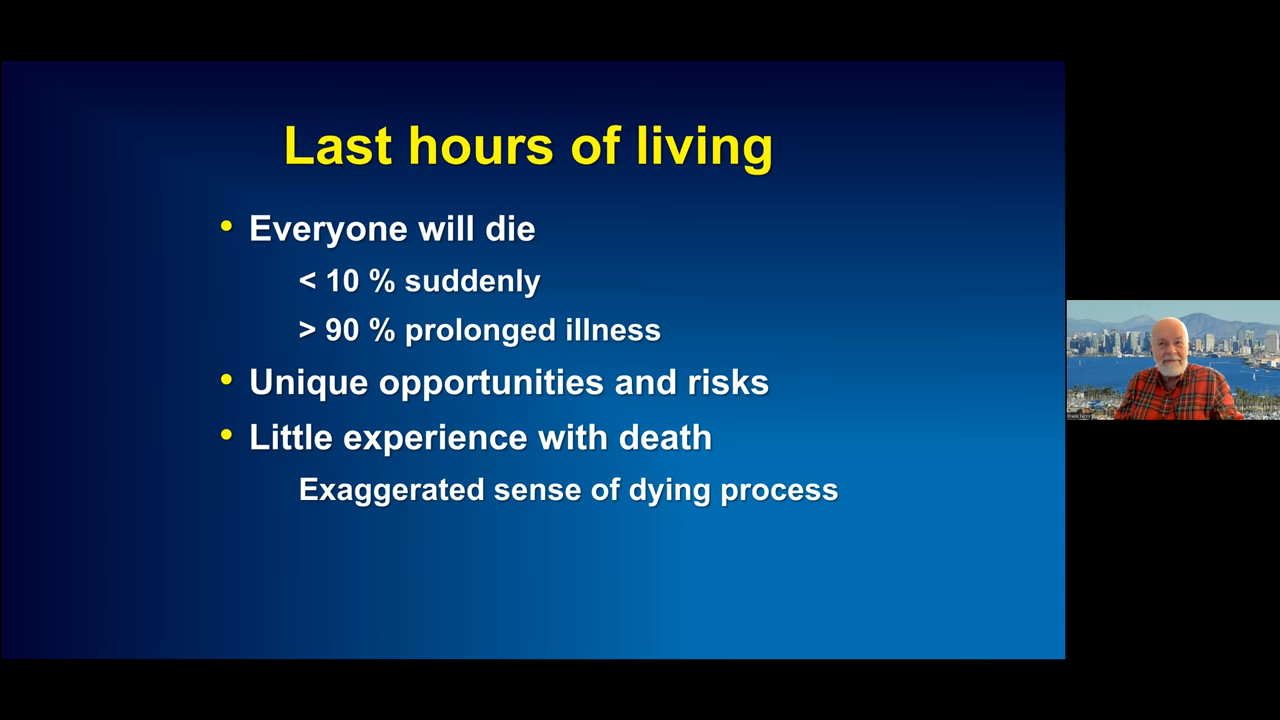 Last hours of living
• Everyone will die
< 10 % suddenly
> 90 % prolonged illness
• Unique opportunities and risks
• Little experience with death
Exaggerated sense of dying process
Frank